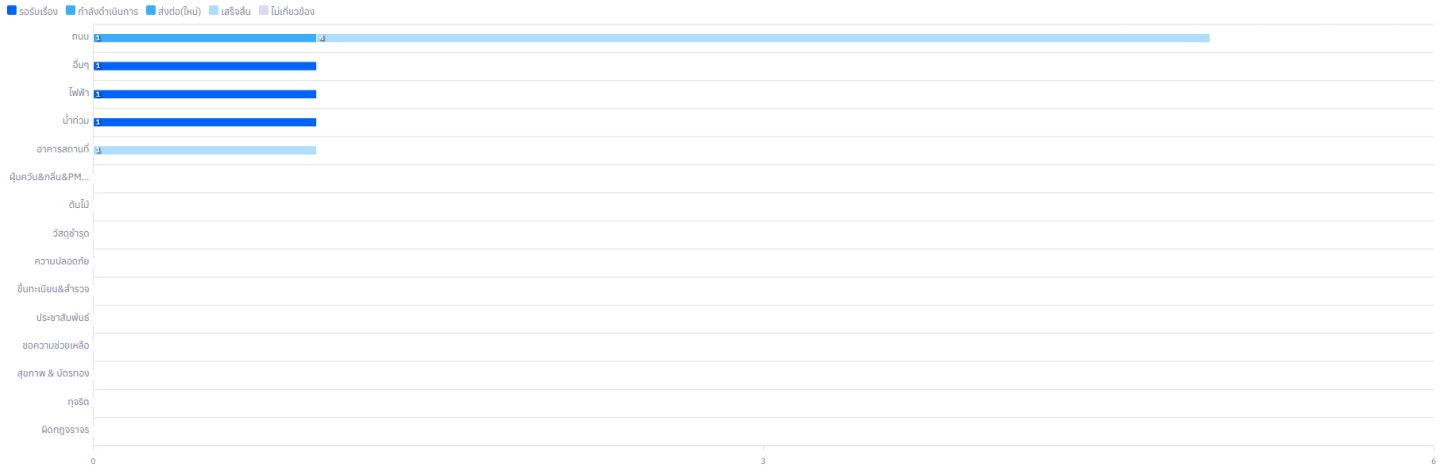 รอรับเรื่อง กำลังดำเนินการ ส่งต่อ(ใหม่) เสร็จสิ้น ไม่เกี่ยวข้อง
ถนน 1 4
อื่นๆ 1
ไฟฟ้า 1
น้ำท่วม 1
อาคารสถานที่ 1
ฝุ่นควัน&กลิ่น&PM...
ต้นไม้
วัสดุชำรุด
ความปลอดภัย
ขึ้นทะเบียน&สำรวจ
ประชาสัมพันธ์
ขอความช่วยเหลือ
สุขภาพ & บัตรทอง
ทุจริต
ผิดกฎจราจร
0 3 6